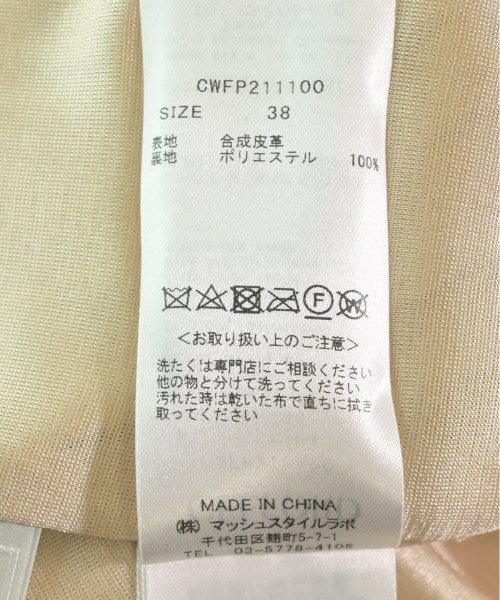 CWFP211100
SIZE 38
表地 合成皮革
裏地 ポリエステル 100%
F W
<お取り扱い上のご注意>
洗たくは専門店にご相談ください
他の物と分けて洗ってください
汚れた時は乾いた布で直ちに拭き
取ってください
MADE IN CHINA
(株) マッシュスタイルラボ
千代田区麹町5-7-1
TEL 03-5778-4105